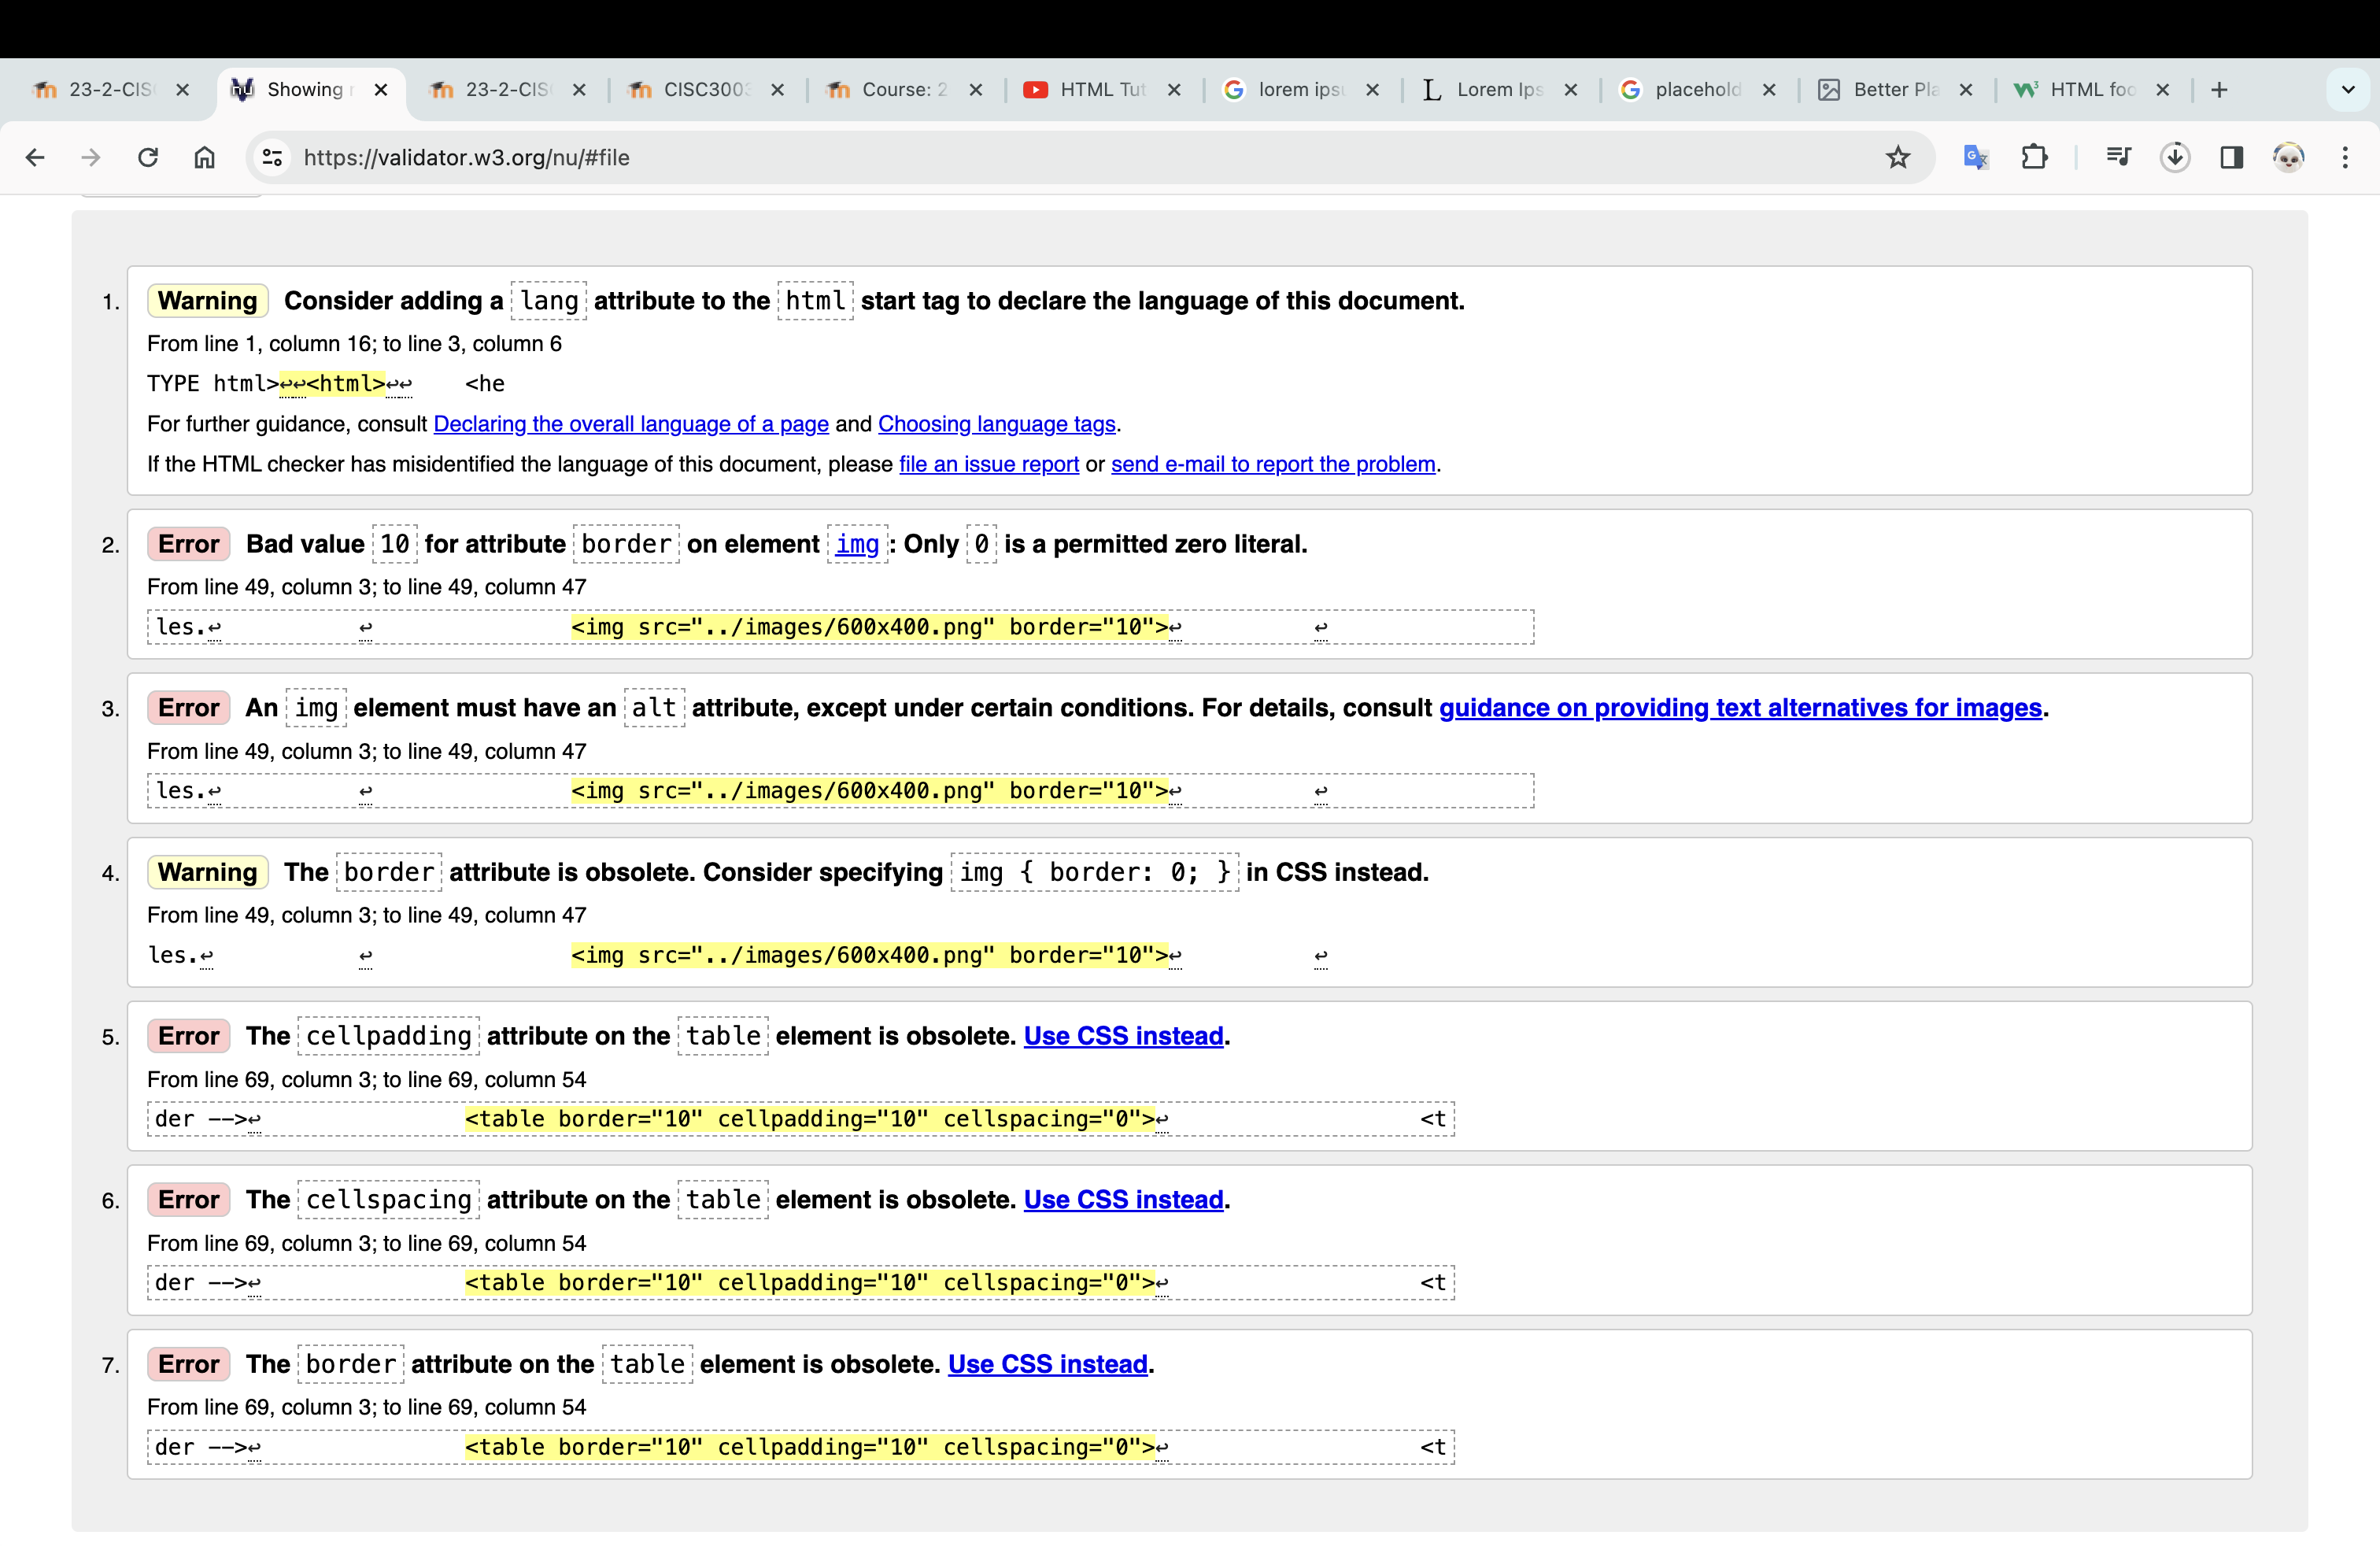 23-2-CIS
Showing
23-2-CIS
CISC300
Course: 2
HTML Tut
lorem ips
Lorem Ips
placehold
Better Pla
HTML foo
https://validator.w3.org/nu/#file
1. Warning Consider adding a lang attribute to the html start tag to declare the language of this document.
From line 1, column 16; to line 3, column 6
TYPE html>↩↩<html>↩↩    <he
For further guidance, consult Declaring the overall language of a page and Choosing language tags.
If the HTML checker has misidentified the language of this document, please file an issue report or send e-mail to report the problem.
2. Error Bad value 10 for attribute border on element img: Only 0 is a permitted zero literal.
From line 49, column 3; to line 49, column 47
les.↩ ↩ <img src="../images/600x400.png" border="10">↩ ↩
3. Error An img element must have an alt attribute, except under certain conditions. For details, consult guidance on providing text alternatives for images.
From line 49, column 3; to line 49, column 47
les.↩ ↩ <img src="../images/600x400.png" border="10">↩ ↩
4. Warning The border attribute is obsolete. Consider specifying img { border: 0; } in CSS instead.
From line 49, column 3; to line 49, column 47
les.↩ ↩ <img src="../images/600x400.png" border="10">↩ ↩
5. Error The cellpadding attribute on the table element is obsolete. Use CSS instead.
From line 69, column 3; to line 69, column 54
der -->↩ <table border="10" cellpadding="10" cellspacing="0">↩ <t
6. Error The cellspacing attribute on the table element is obsolete. Use CSS instead.
From line 69, column 3; to line 69, column 54
der -->↩ <table border="10" cellpadding="10" cellspacing="0">↩ <t
7. Error The border attribute on the table element is obsolete. Use CSS instead.
From line 69, column 3; to line 69, column 54
der -->↩ <table border="10" cellpadding="10" cellspacing="0">↩ <t